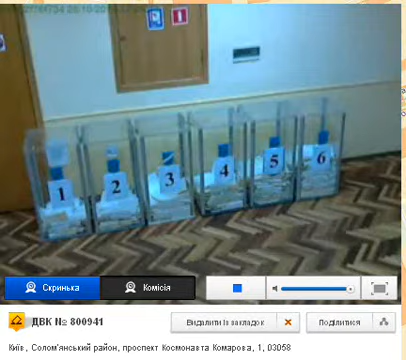 1
2
3
4
5
6
1
Скринька
Комісія
ДВК № 800941
Видалити із закладок
Поділитися
Київ, Солом'янський район, проспект Космонавта Комарова, 1, 03058